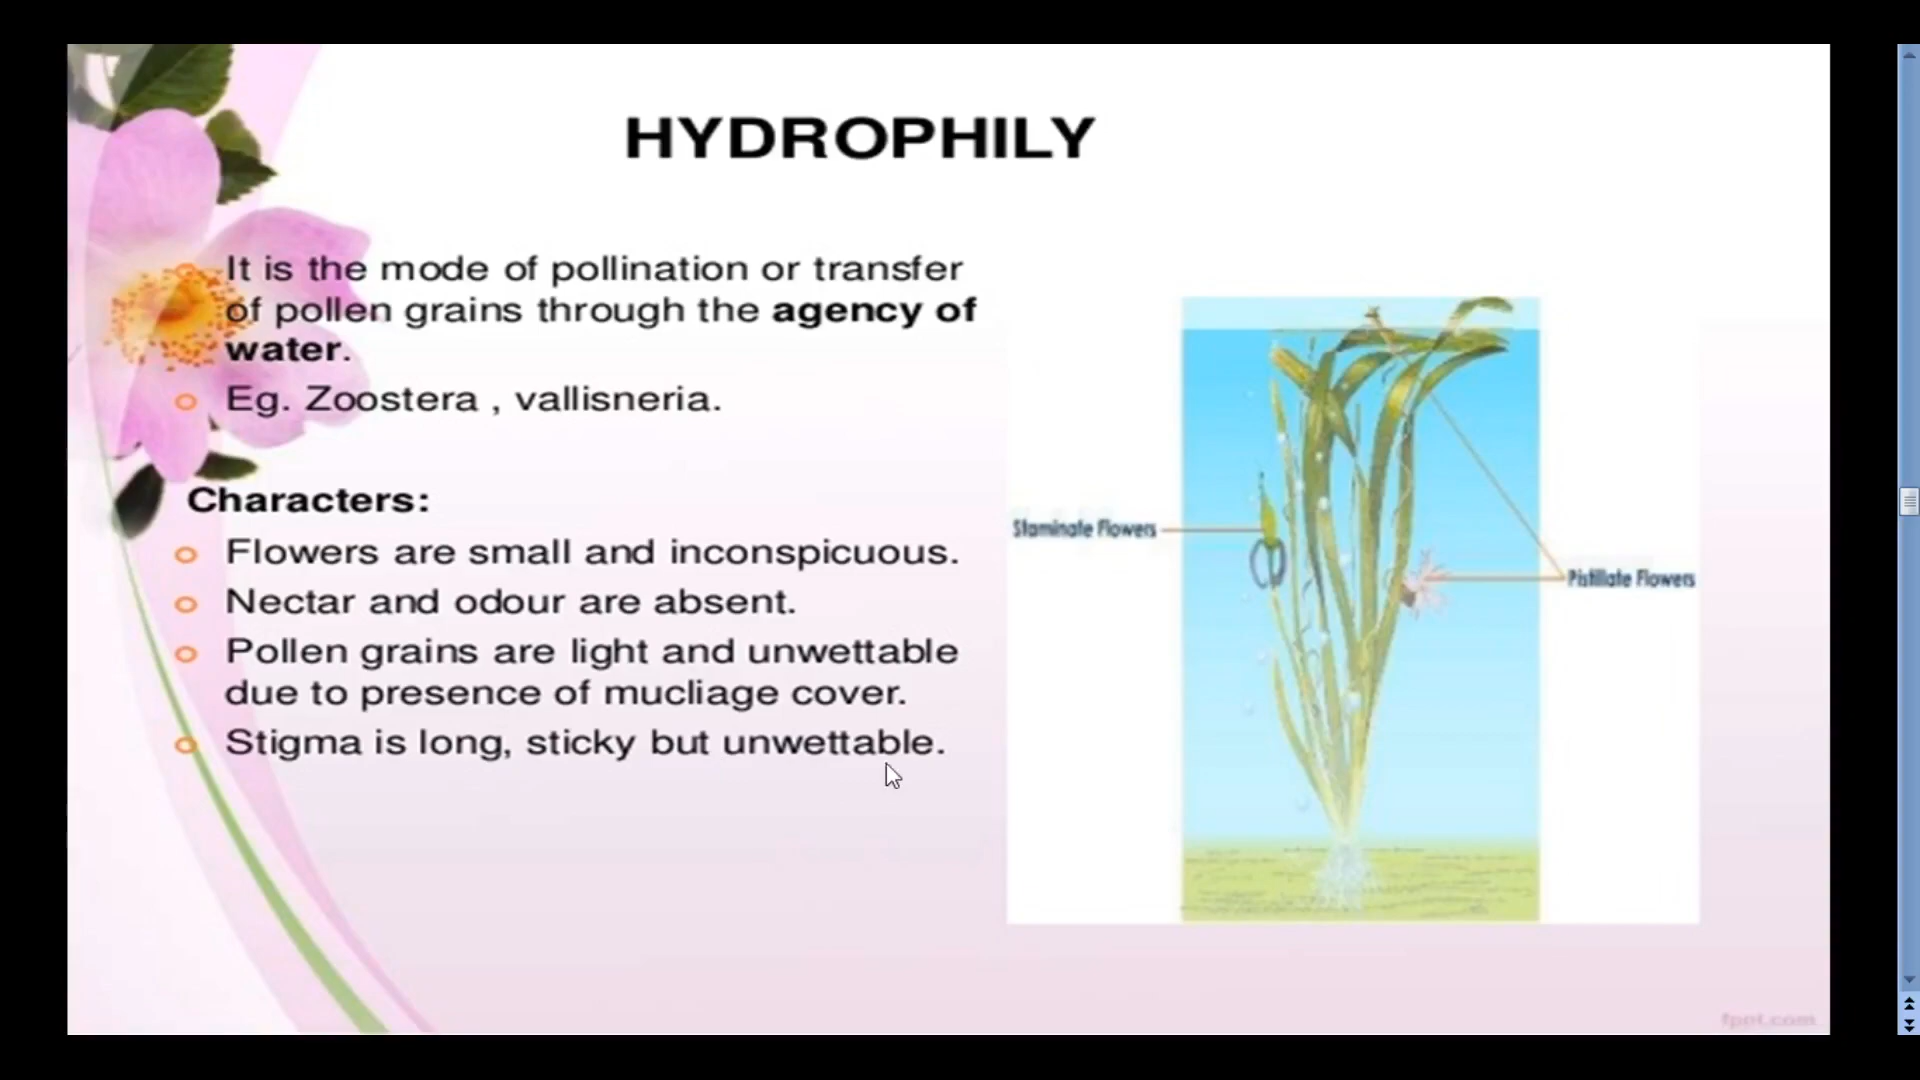 HYDROPHILY
It is the mode of pollination or transfer
of pollen grains through the agency of
water.
Eg. Zoostera , vallisneria.
Characters:
Flowers are small and inconspicuous.
Nectar and odour are absent.
Pollen grains are light and unwettable
due to presence of mucliage cover.
Stigma is long, sticky but unwettable.
Staminate Flowers
Pistillate Flowers
fppt.com